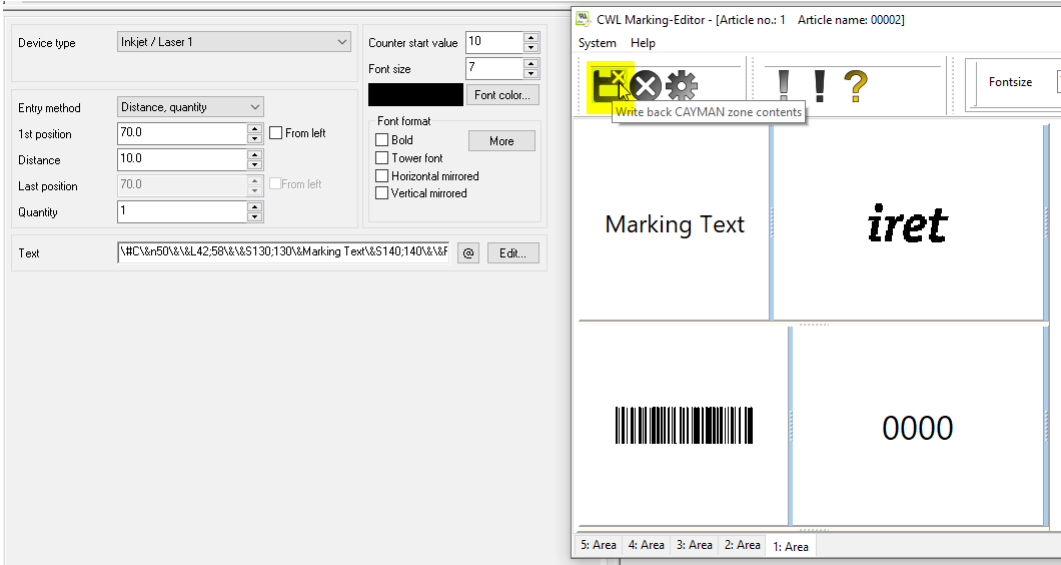 Device type
Inkjet / Laser 1
Counter start value
10
Font size
7
Font color...
Entry method
Distance, quantity
1st position
70.0
From left
Distance
10.0
Last position
70.0
From left
Quantity
1
Font format
Bold
More
Tower font
Horizontal mirrored
Vertical mirrored
Text
\#C\&n50\&\&L42;58\&\&S130;130\&Marking Text\&S140;140\&\&F
@
Edit...
CWL Marking-Editor - [Article no.: 1 Article name: 00002]
System Help
Fontsize
Write back CAYMAN zone contents
Marking Text
iret
0000
5: Area 4: Area 3: Area 2: Area 1: Area